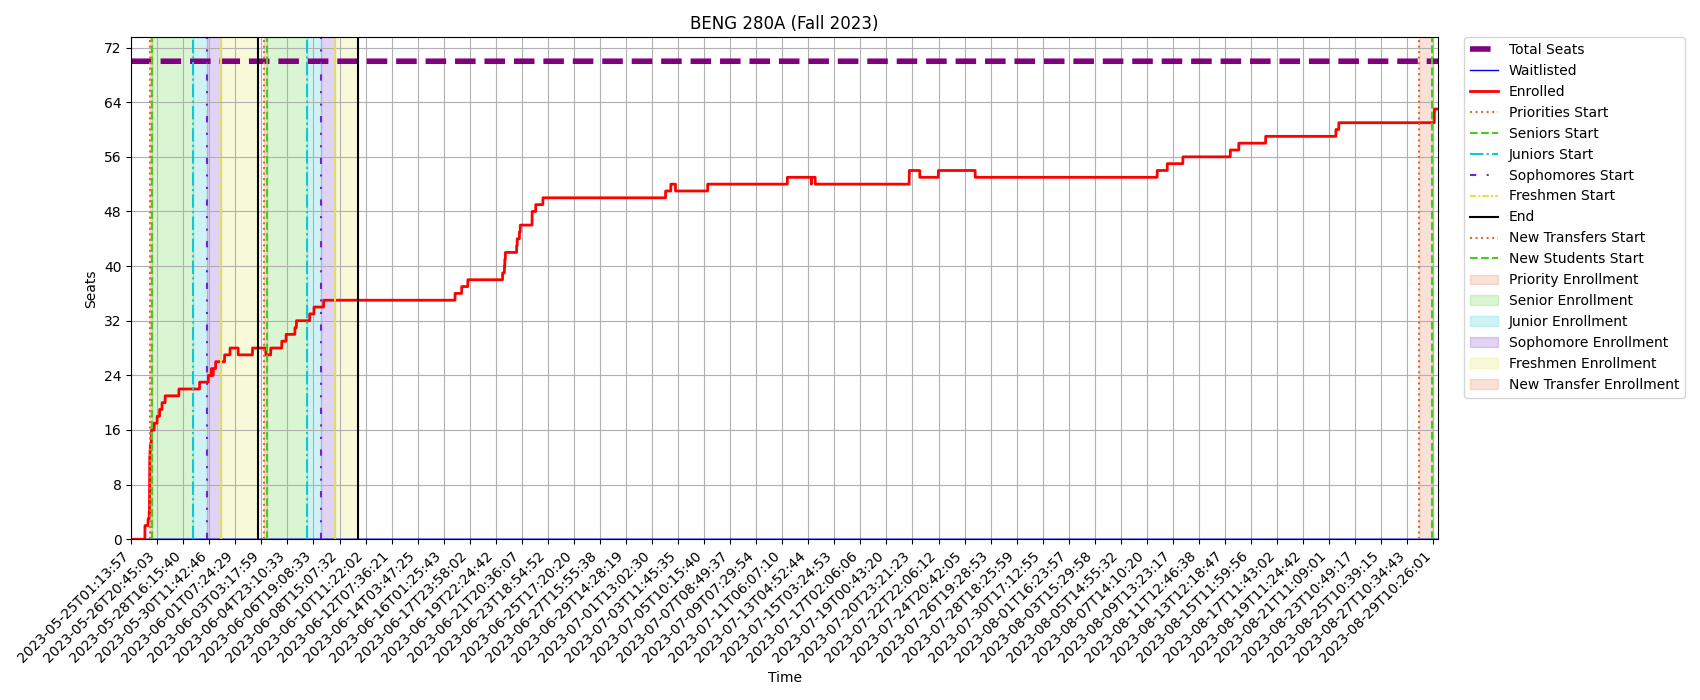 BENG 280A (Fall 2023)
72
64
56
48
40
32
24
16
8
0
Seats
2023-05-25T01:13:57
2023-05-26T20:45:03
2023-05-28T16:15:40
2023-05-30T11:42:46
2023-06-01T07:24:29
2023-06-03T03:17:59
2023-06-04T23:10:33
2023-06-06T19:08:33
2023-06-08T15:07:32
2023-06-10T11:22:02
2023-06-12T07:36:21
2023-06-14T03:47:25
2023-06-16T01:25:43
2023-06-17T23:58:02
2023-06-19T22:24:42
2023-06-21T20:36:07
2023-06-23T18:54:52
2023-06-25T17:20:20
2023-06-27T15:55:38
2023-06-29T14:28:19
2023-07-01T13:02:30
2023-07-03T11:45:35
2023-07-05T10:15:40
2023-07-07T08:49:37
2023-07-09T07:29:54
2023-07-11T06:07:10
2023-07-13T04:52:44
2023-07-15T03:24:53
2023-07-17T02:06:06
2023-07-19T00:43:20
2023-07-20T23:21:23
2023-07-22T22:06:12
2023-07-24T20:42:05
2023-07-26T19:28:53
2023-07-28T18:25:59
2023-07-30T17:12:55
2023-08-01T16:23:57
2023-08-03T15:29:58
2023-08-05T14:55:32
2023-08-07T14:10:20
2023-08-09T13:23:17
2023-08-11T12:46:38
2023-08-13T12:18:47
2023-08-15T11:59:56
2023-08-17T11:43:02
2023-08-19T11:24:42
2023-08-21T11:09:01
2023-08-23T10:49:17
2023-08-25T10:39:15
2023-08-27T10:34:43
2023-08-29T10:26:01
Time
Total Seats
Waitlisted
Enrolled
Priorities Start
Seniors Start
Juniors Start
Sophomores Start
Freshmen Start
End
New Transfers Start
New Students Start
Priority Enrollment
Senior Enrollment
Junior Enrollment
Sophomore Enrollment
Freshmen Enrollment
New Transfer Enrollment